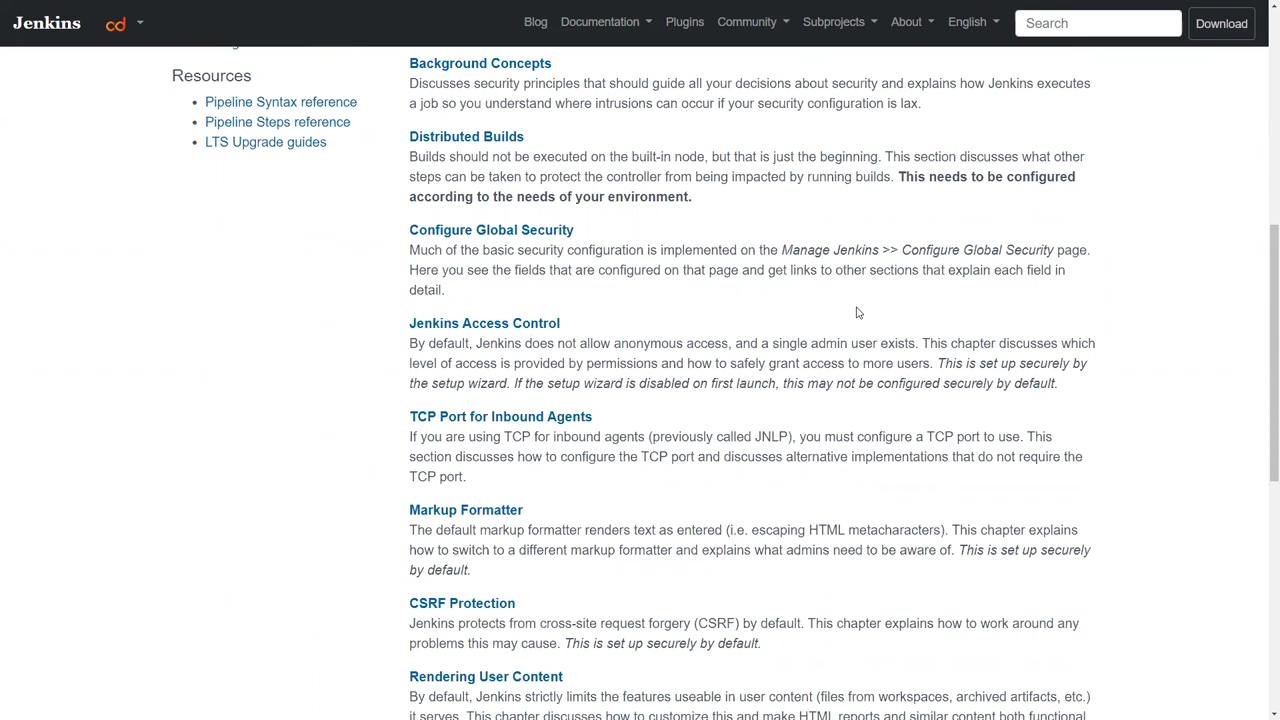 Jenkins
cd
Blog Documentation Plugins Community Subprojects About English Search Download
Resources
Pipeline Syntax reference
Pipeline Steps reference
LTS Upgrade guides
Background Concepts
Discusses security principles that should guide all your decisions about security and explains how Jenkins executes
a job so you understand where intrusions can occur if your security configuration is lax.
Distributed Builds
Builds should not be executed on the built-in node, but that is just the beginning. This section discusses what other
steps can be taken to protect the controller from being impacted by running builds. This needs to be configured
according to the needs of your environment.
Configure Global Security
Much of the basic security configuration is implemented on the Manage Jenkins >> Configure Global Security page.
Here you see the fields that are configured on that page and get links to other sections that explain each field in
detail.
Jenkins Access Control
By default, Jenkins does not allow anonymous access, and a single admin user exists. This chapter discusses which
level of access is provided by permissions and how to safely grant access to more users. This is set up securely by
the setup wizard. If the setup wizard is disabled on first launch, this may not be configured securely by default.
TCP Port for Inbound Agents
If you are using TCP for inbound agents (previously called JNLP), you must configure a TCP port to use. This
section discusses how to configure the TCP port and discusses alternative implementations that do not require the
TCP port.
Markup Formatter
The default markup formatter renders text as entered (i.e. escaping HTML metacharacters). This chapter explains
how to switch to a different markup formatter and explains what admins need to be aware of. This is set up securely
by default.
CSRF Protection
Jenkins protects from cross-site request forgery (CSRF) by default. This chapter explains how to work around any
problems this may cause. This is set up securely by default.
Rendering User Content
By default, Jenkins strictly limits the features useable in user content (files from workspaces, archived artifacts, etc.)
it serves. This chapter discusses how to customize this and make HTML reports and similar content both functional